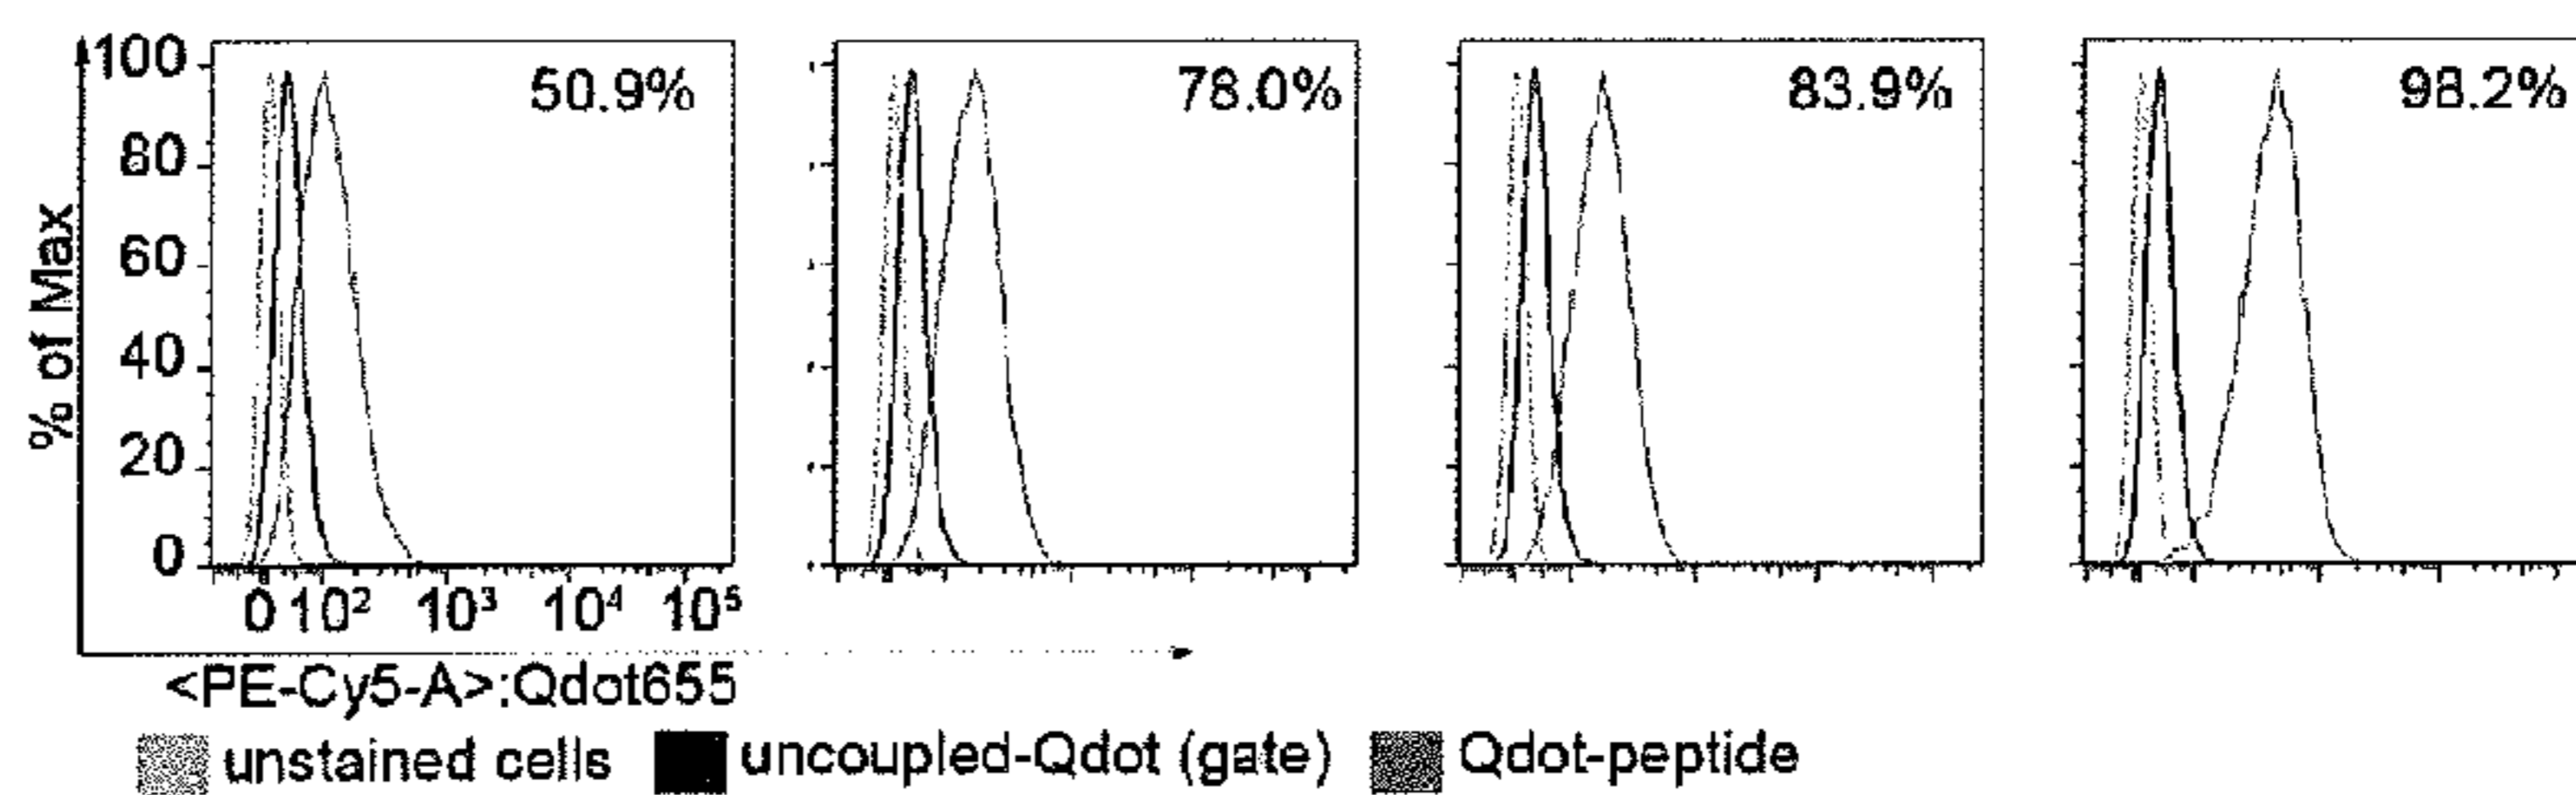 100
80
60
40
20
0
% of Max
50.9%
78.0%
83.9%
98.2%
0 10² 10³ 10⁴ 10⁵
<PE-Cy5-A>:Qdot655
unstained cells uncoupled-Qdot (gate) Qdot-peptide